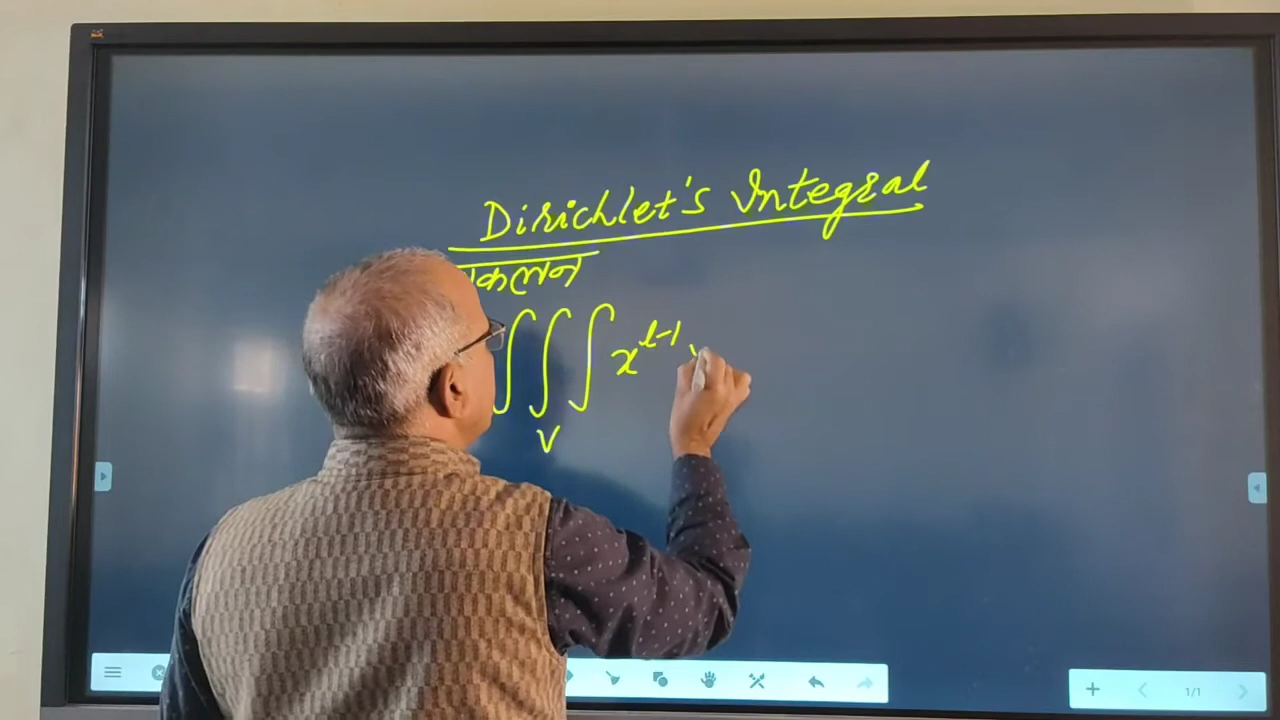 Dirichlet's Integral
कलन
∫∫∫ x^{l-1}
V
1/1